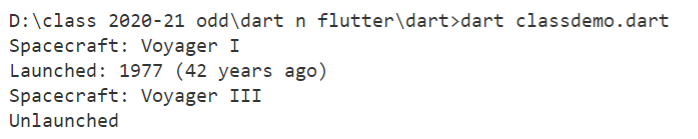 D:\class 2020-21 odd\dart n flutter\dart>dart classdemo.dart
Spacecraft: Voyager I
Launched: 1977 (42 years ago)
Spacecraft: Voyager III
Unlaunched